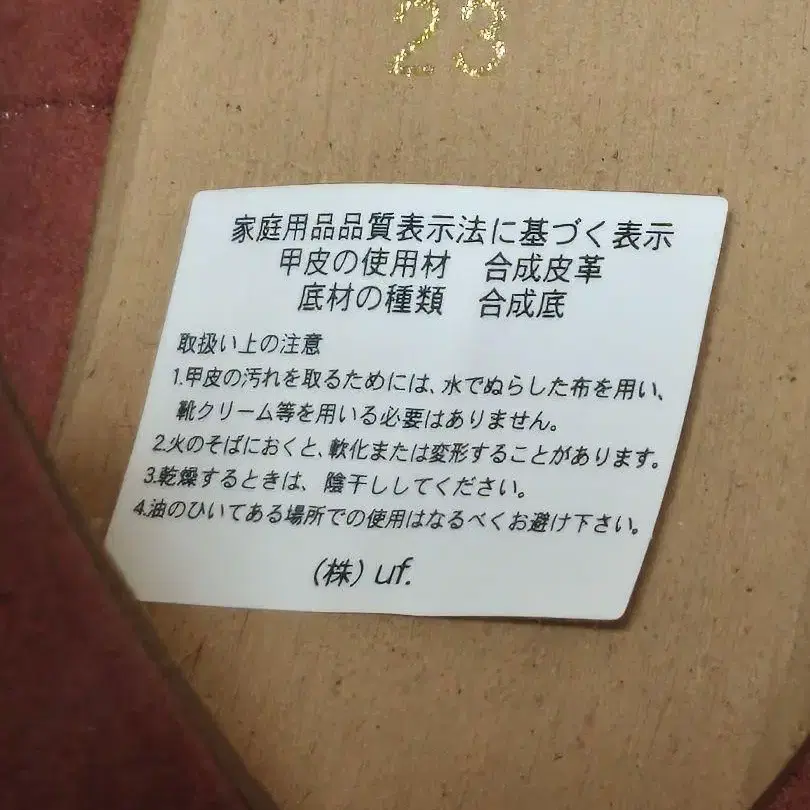 23
家庭用品品質表示法に基づく表示
甲皮の使用材　合成皮革
底材の種類　合成底
取扱い上の注意
1.甲皮の汚れを取るためには、水でぬらした布を用い、
靴クリーム等を用いる必要はありません。
2.火のそばにおくと、軟化または変形することがあります。
3.乾燥するときは、陰干ししてください。
4.油のひいてある場所での使用はなるべくお避け下さい。
(株) uf.